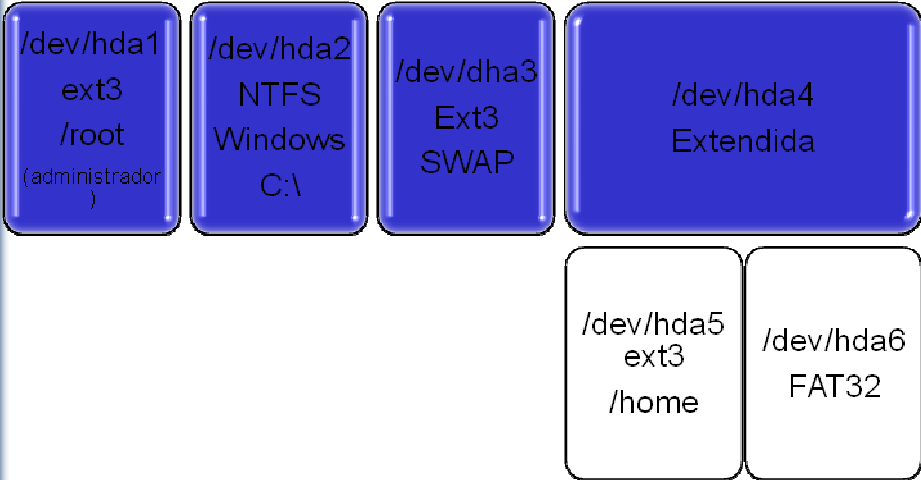 /dev/hda1
ext3
/root
(administrador
)
/dev/hda2
NTFS
Windows
C:\
/dev/dha3
Ext3
SWAP
/dev/hda4
Extendida
/dev/hda5
ext3
/home
/dev/hda6
FAT32